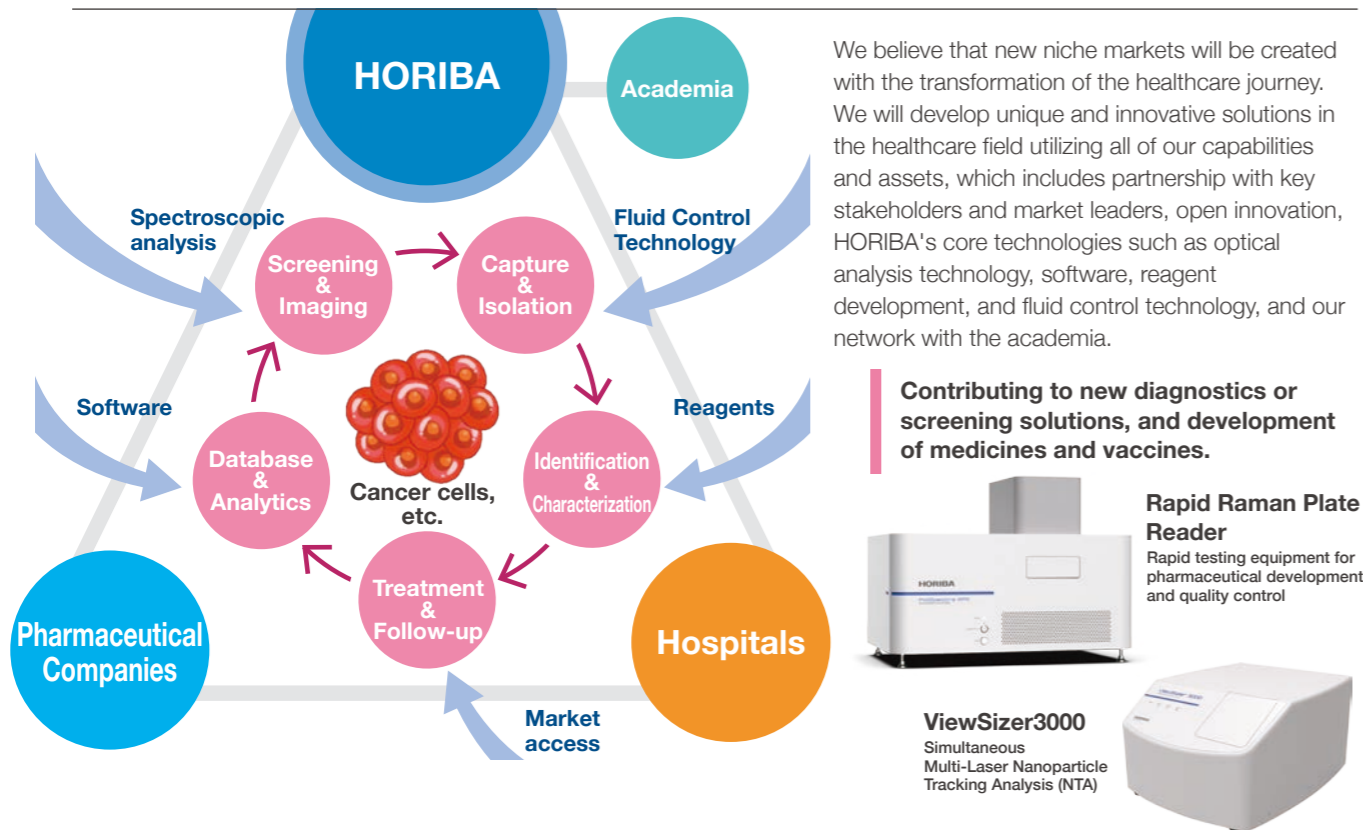 HORIBA
Academia
Spectroscopic
analysis
Fluid Control
Technology
Screening
&
Imaging
Capture
&
Isolation
Software
Reagents
Database
&
Analytics
Identification
&
Characterization
Cancer cells,
etc.
Treatment
&
Follow-up
Pharmaceutical
Companies
Hospitals
Market
access
We believe that new niche markets will be created
with the transformation of the healthcare journey.
We will develop unique and innovative solutions in
the healthcare field utilizing all of our capabilities
and assets, which includes partnership with key
stakeholders and market leaders, open innovation,
HORIBA's core technologies such as optical
analysis technology, software, reagent
development, and fluid control technology, and our
network with the academia.
Contributing to new diagnostics or
screening solutions, and development
of medicines and vaccines.
Rapid Raman Plate
Reader
Rapid testing equipment for
pharmaceutical development
and quality control
HORIBA
ViewSizer3000
Simultaneous
Multi-Laser Nanoparticle
Tracking Analysis (NTA)